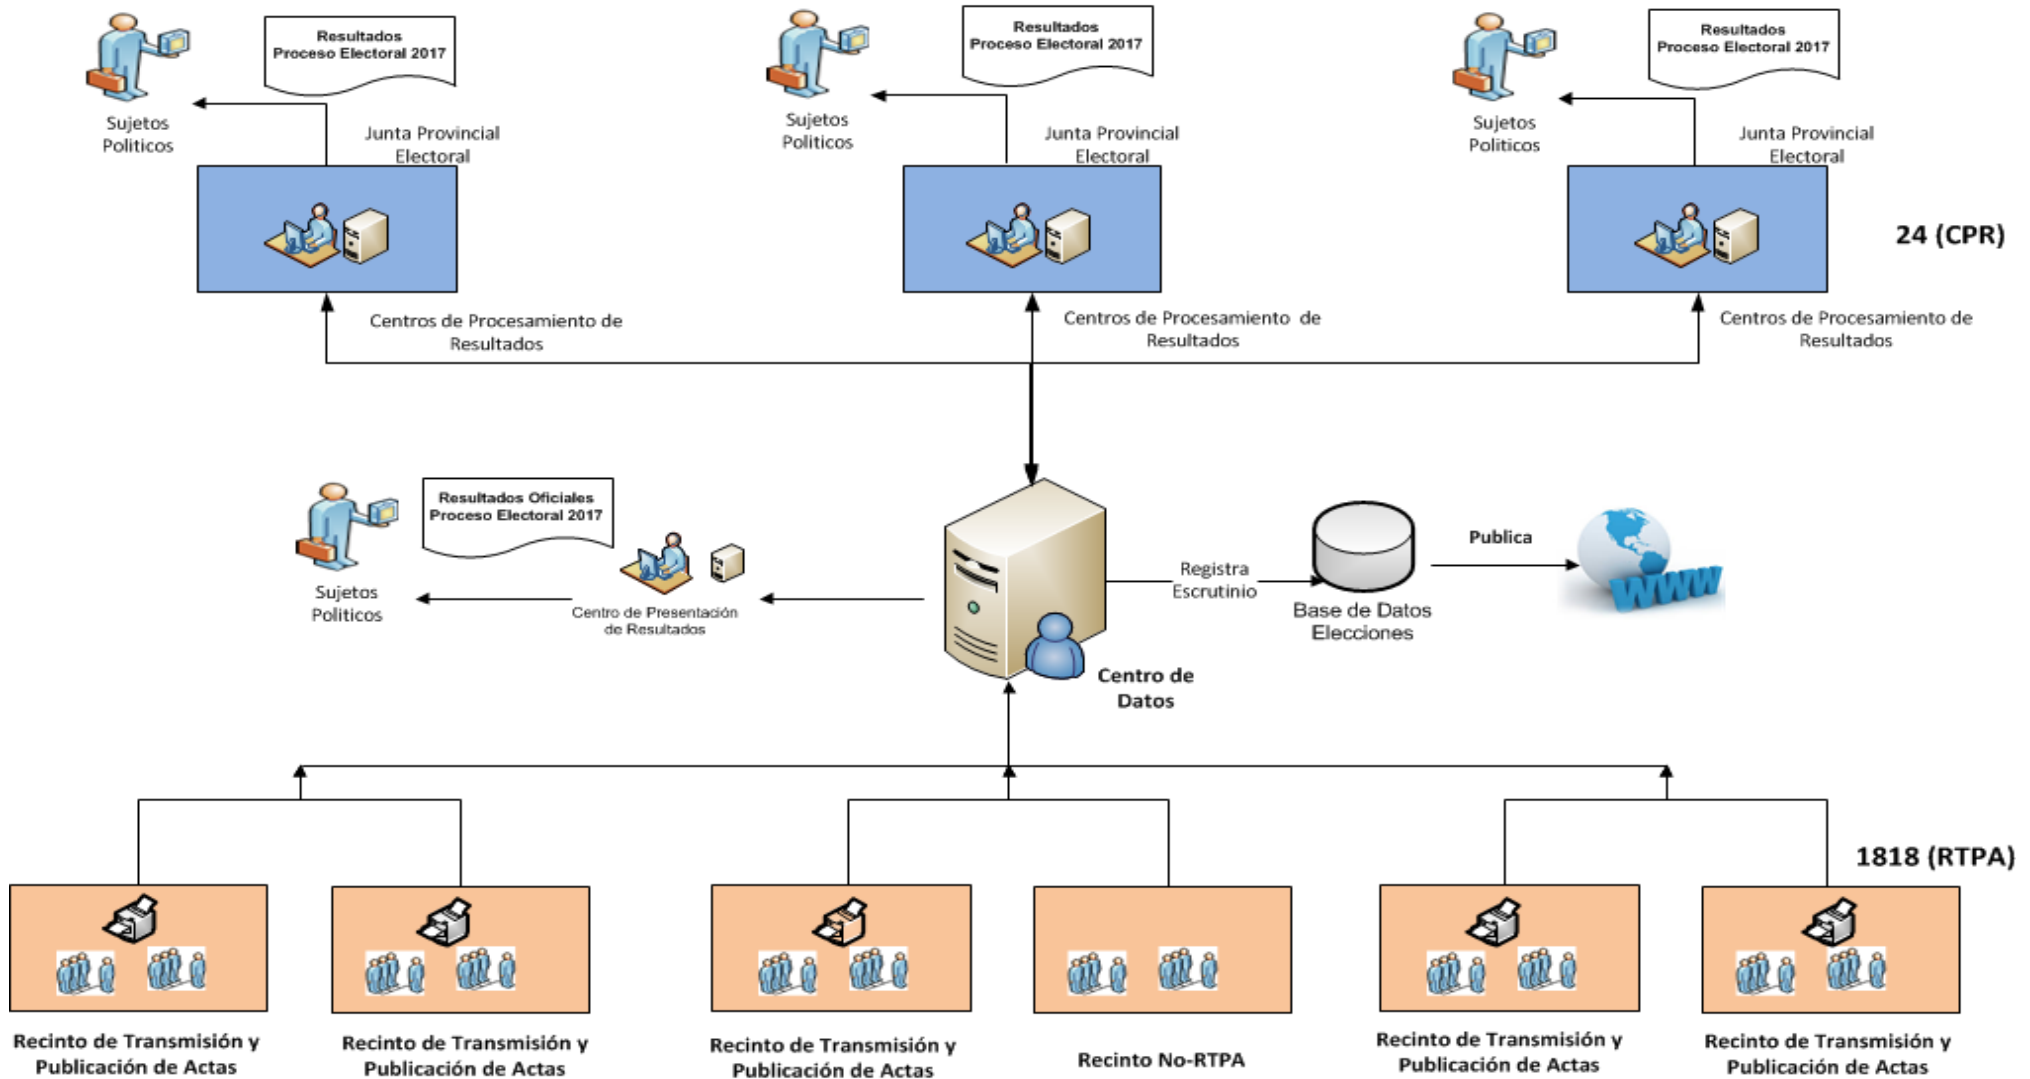 Resultados
Proceso Electoral 2017
Sujetos
Politicos
Junta Provincial
Electoral
Resultados
Proceso Electoral 2017
Sujetos
Politicos
Junta Provincial
Electoral
Resultados
Proceso Electoral 2017
Sujetos
Politicos
Junta Provincial
Electoral
24 (CPR)
Centros de Procesamiento de
Resultados
Centros de Procesamiento de
Resultados
Centros de Procesamiento de
Resultados
Resultados Oficiales
Proceso Electoral 2017
Sujetos
Politicos
Centro de Presentación
de Resultados
Registra
Escrutinio
Base de Datos
Elecciones
Publica
WWW
Centro de
Datos
1818 (RTPA)
Recinto de Transmisión y
Publicación de Actas
Recinto de Transmisión y
Publicación de Actas
Recinto de Transmisión y
Publicación de Actas
Recinto No-RTPA
Recinto de Transmisión y
Publicación de Actas
Recinto de Transmisión y
Publicación de Actas